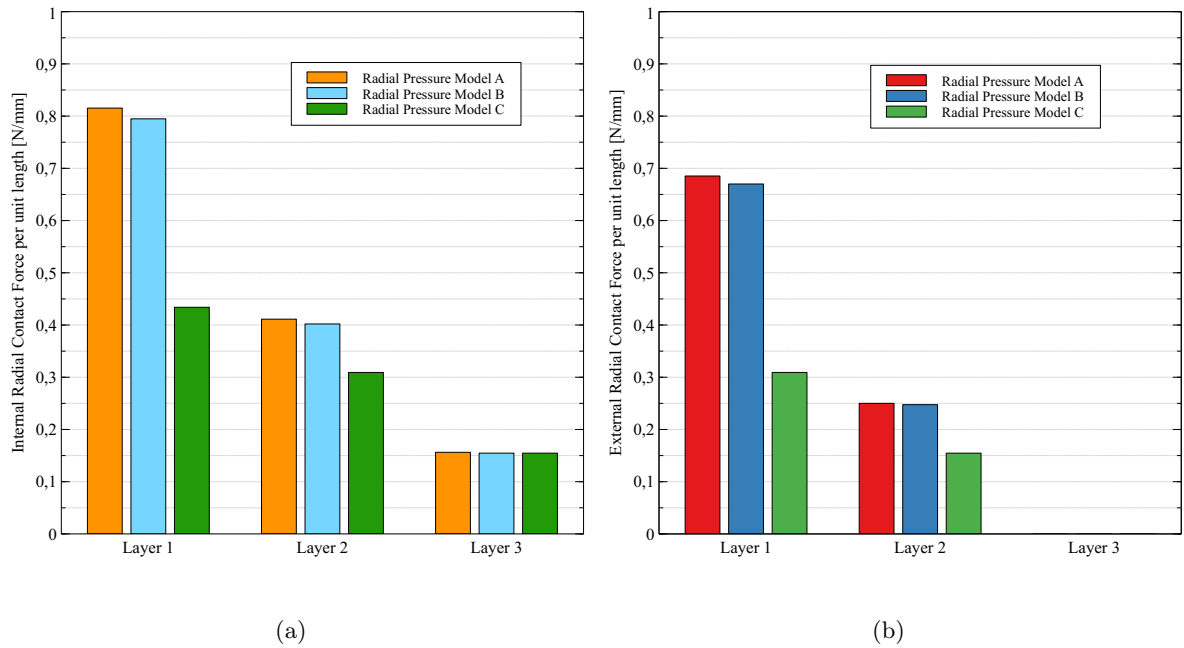 1
0,9
0,8
0,7
0,6
0,5
0,4
0,3
0,2
0,1
0
Internal Radial Contact Force per unit length [N/mm]
Radial Pressure Model A
Radial Pressure Model B
Radial Pressure Model C
Layer 1
Layer 2
Layer 3
(a)
1
0,9
0,8
0,7
0,6
0,5
0,4
0,3
0,2
0,1
0
External Radial Contact Force per unit length [N/mm]
Radial Pressure Model A
Radial Pressure Model B
Radial Pressure Model C
Layer 1
Layer 2
Layer 3
(b)